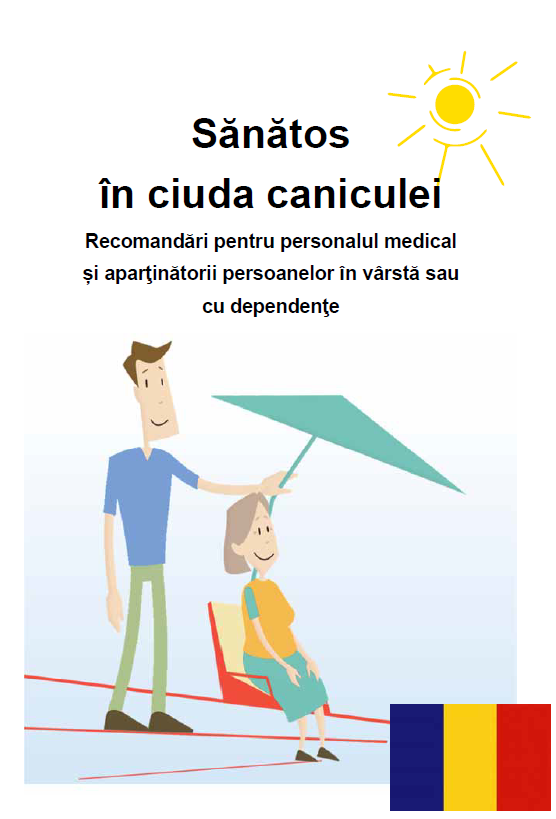 Sănătos
în ciuda caniculei
Recomandări pentru personalul medical
și aparţinătorii persoanelor în vârstă sau
cu dependenţe